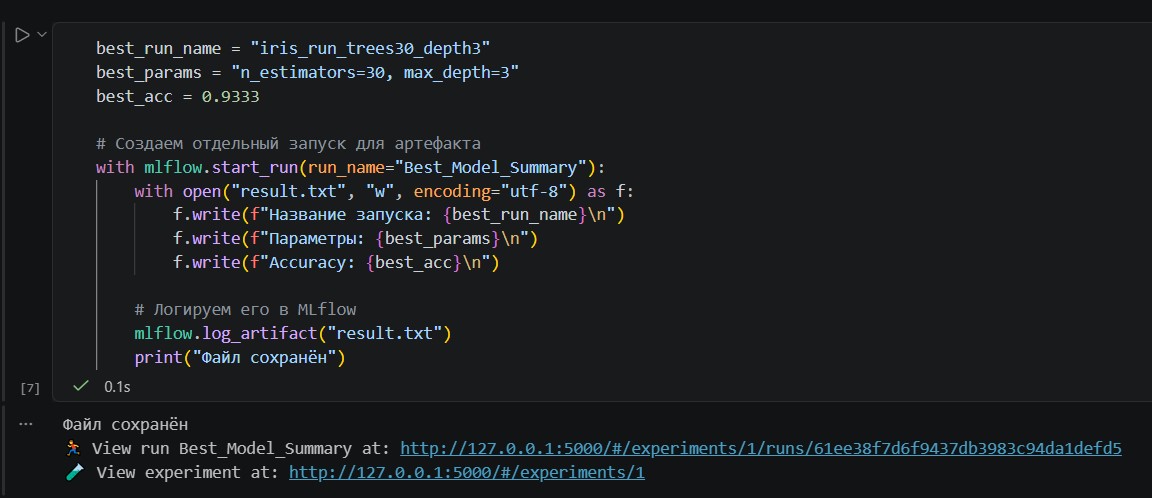 best_run_name = "iris_run_trees30_depth3"
best_params = "n_estimators=30, max_depth=3"
best_acc = 0.9333
# Создаем отдельный запуск для артефакта
with mlflow.start_run(run_name="Best_Model_Summary"):
with open("result.txt", "w", encoding="utf-8") as f:
f.write(f"Название запуска: {best_run_name}\n")
f.write(f"Параметры: {best_params}\n")
f.write(f"Accuracy: {best_acc}\n")
# Логируем его в MLflow
mlflow.log_artifact("result.txt")
print("Файл сохранён")
[7] 0.1s
Файл сохранён
View run Best_Model_Summary at: http://127.0.0.1:5000/#/experiments/1/runs/61ee38f7d6f9437db3983c94da1defd5
View experiment at: http://127.0.0.1:5000/#/experiments/1